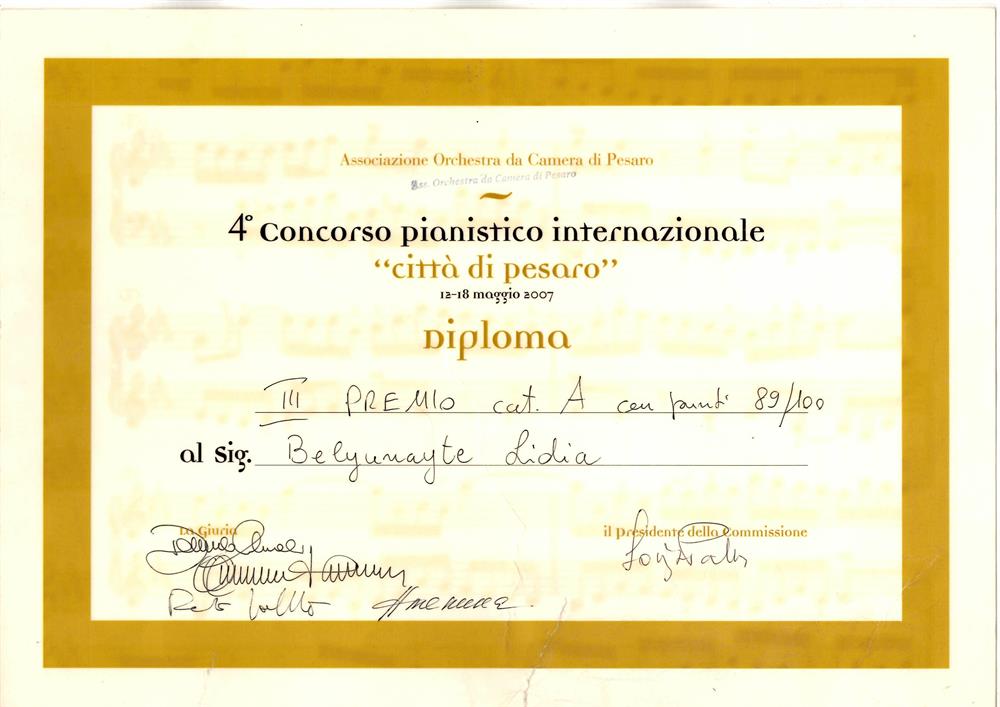 Associazione Orchestra da Camera di Pesaro
Ass. Orchestra da Camera di Pesaro
4° Concorso pianistico internazionale
“città di pesaro”
12-18 maggio 2007
Diploma
III PREMIO cat. A con punti 89/100
al Sig. Belyunayte Lidia
La Giuria
il presidente della Commissione